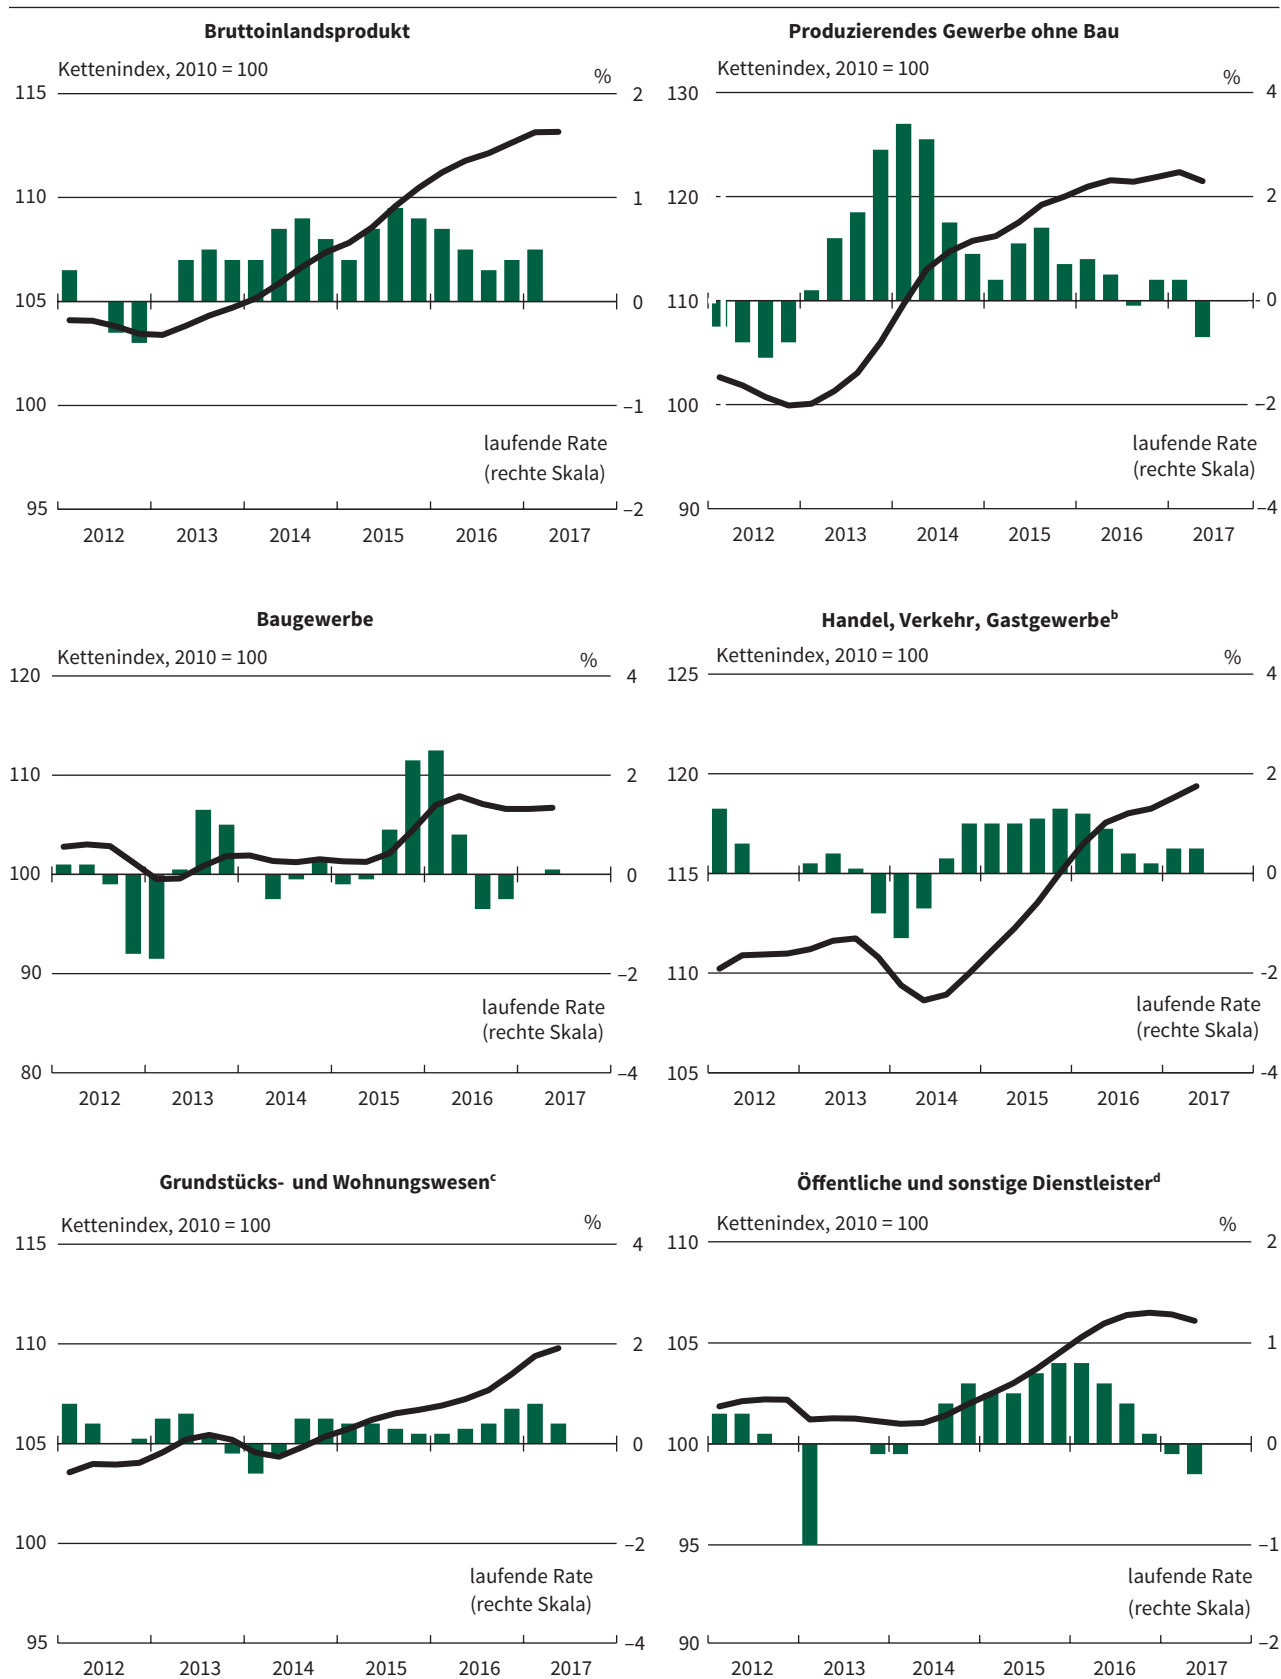 Bruttoinlandsprodukt
Kettenindex, 2010 = 100
%
115
110
105
100
95
2
1
0
–1
–2
laufende Rate
(rechte Skala)
2012 2013 2014 2015 2016 2017
Produzierendes Gewerbe ohne Bau
Kettenindex, 2010 = 100
%
130
120
110
100
90
4
2
0
–2
–4
laufende Rate
(rechte Skala)
2012 2013 2014 2015 2016 2017
Baugewerbe
Kettenindex, 2010 = 100
%
120
110
100
90
80
4
2
0
–2
–4
laufende Rate
(rechte Skala)
2012 2013 2014 2015 2016 2017
Handel, Verkehr, Gastgewerbeb
Kettenindex, 2010 = 100
%
125
120
115
110
105
4
2
0
–2
-4
laufende Rate
(rechte Skala)
2012 2013 2014 2015 2016 2017
Grundstücks- und Wohnungswesenc
Kettenindex, 2010 = 100
%
115
110
105
100
95
4
2
0
–2
–4
laufende Rate
(rechte Skala)
2012 2013 2014 2015 2016 2017
Öffentliche und sonstige Dienstleisterd
Kettenindex, 2010 = 100
%
110
105
100
95
90
2
1
0
–1
–2
laufende Rate
(rechte Skala)
2012 2013 2014 2015 2016 2017